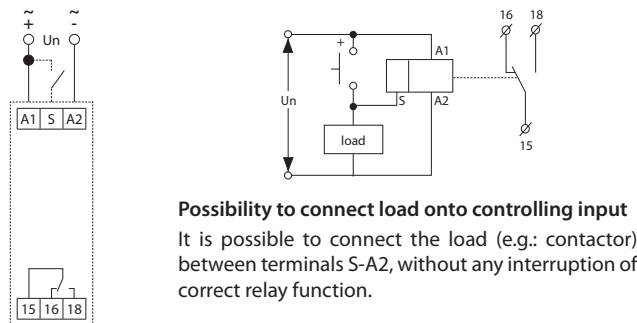 ~ ~
+ Un -
A1 S A2
15 16 18
16 18
+
A1
Un
S A2
load
15
Possibility to connect load onto controlling input
It is possible to connect the load (e.g.: contactor)
between terminals S-A2, without any interruption of
correct relay function.